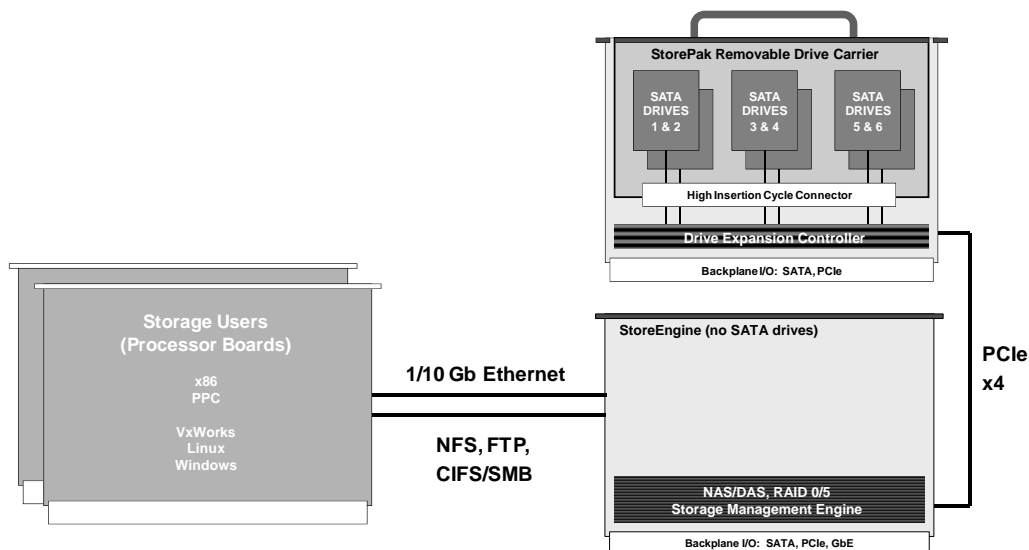 StorePak Removable Drive Carrier
SATA
DRIVES
1 & 2
SATA
DRIVES
3 & 4
SATA
DRIVES
5 & 6
High Insertion Cycle Connector
Drive Expansion Controller
Backplane I/O: SATA, PCIe
Storage Users
(Processor Boards)
x86
PPC
VxWorks
Linux
Windows
1/10 Gb Ethernet
NFS, FTP,
CIFS/SMB
StoreEngine (no SATA drives)
PCIe
x4
NAS/DAS, RAID 0/5
Storage Management Engine
Backplane I/O: SATA, PCIe, GbE